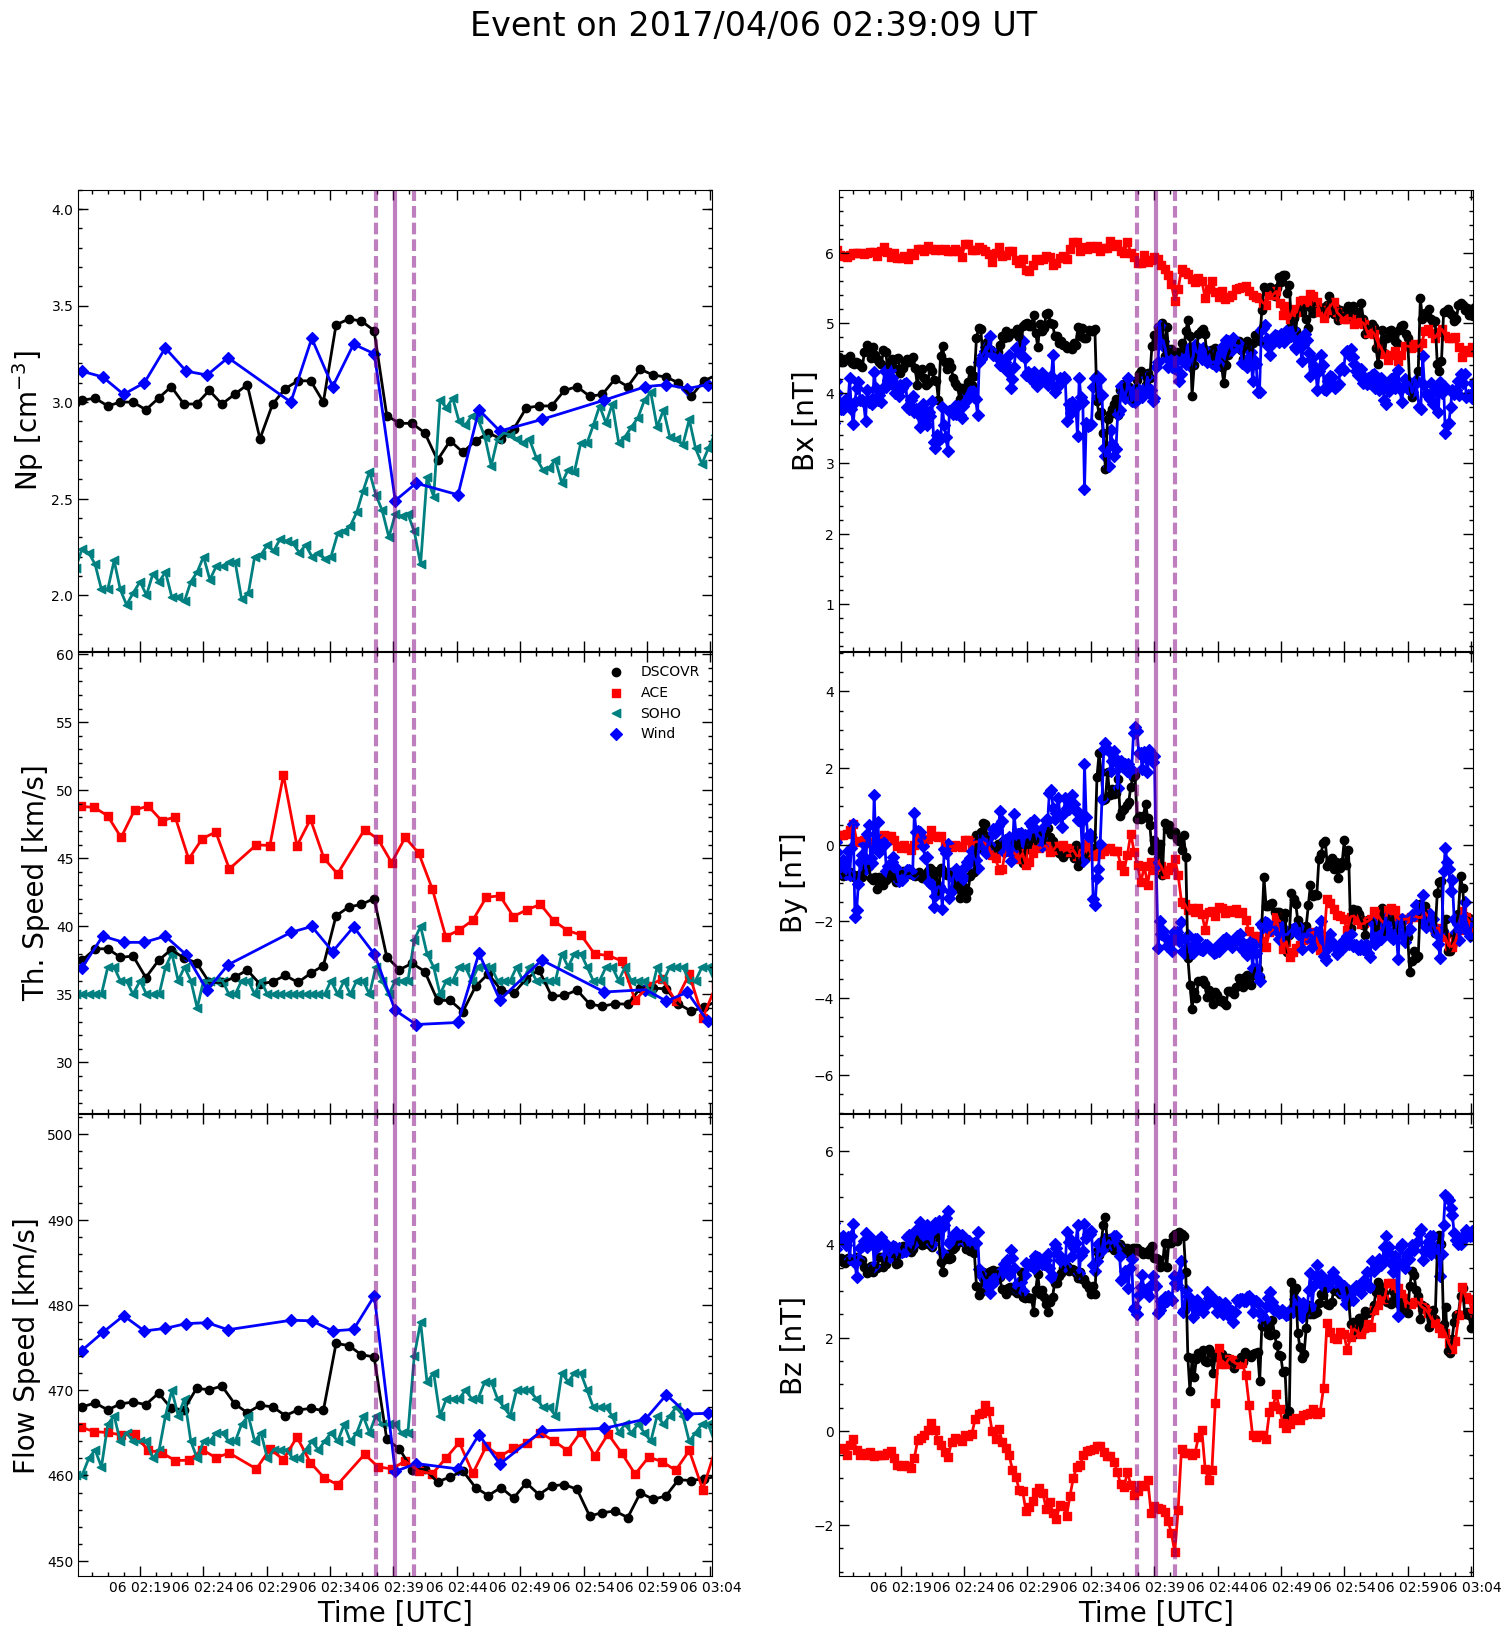 Event on 2017/04/06 02:39:09 UT
Np [cm⁻³]
4.0
3.5
3.0
2.5
2.0
Th. Speed [km/s]
60
55
50
45
40
35
30
DSCOVR
ACE
SOHO
Wind
Flow Speed [km/s]
500
490
480
470
460
450
06 02:19 06 02:24 06 02:29 06 02:34 06 02:39 06 02:44 06 02:49 06 02:54 06 02:59 06 03:04
Time [UTC]
Bx [nT]
6
5
4
3
2
1
By [nT]
4
2
0
−2
−4
−6
Bz [nT]
6
4
2
0
−2
06 02:19 06 02:24 06 02:29 06 02:34 06 02:39 06 02:44 06 02:49 06 02:54 06 02:59 06 03:04
Time [UTC]